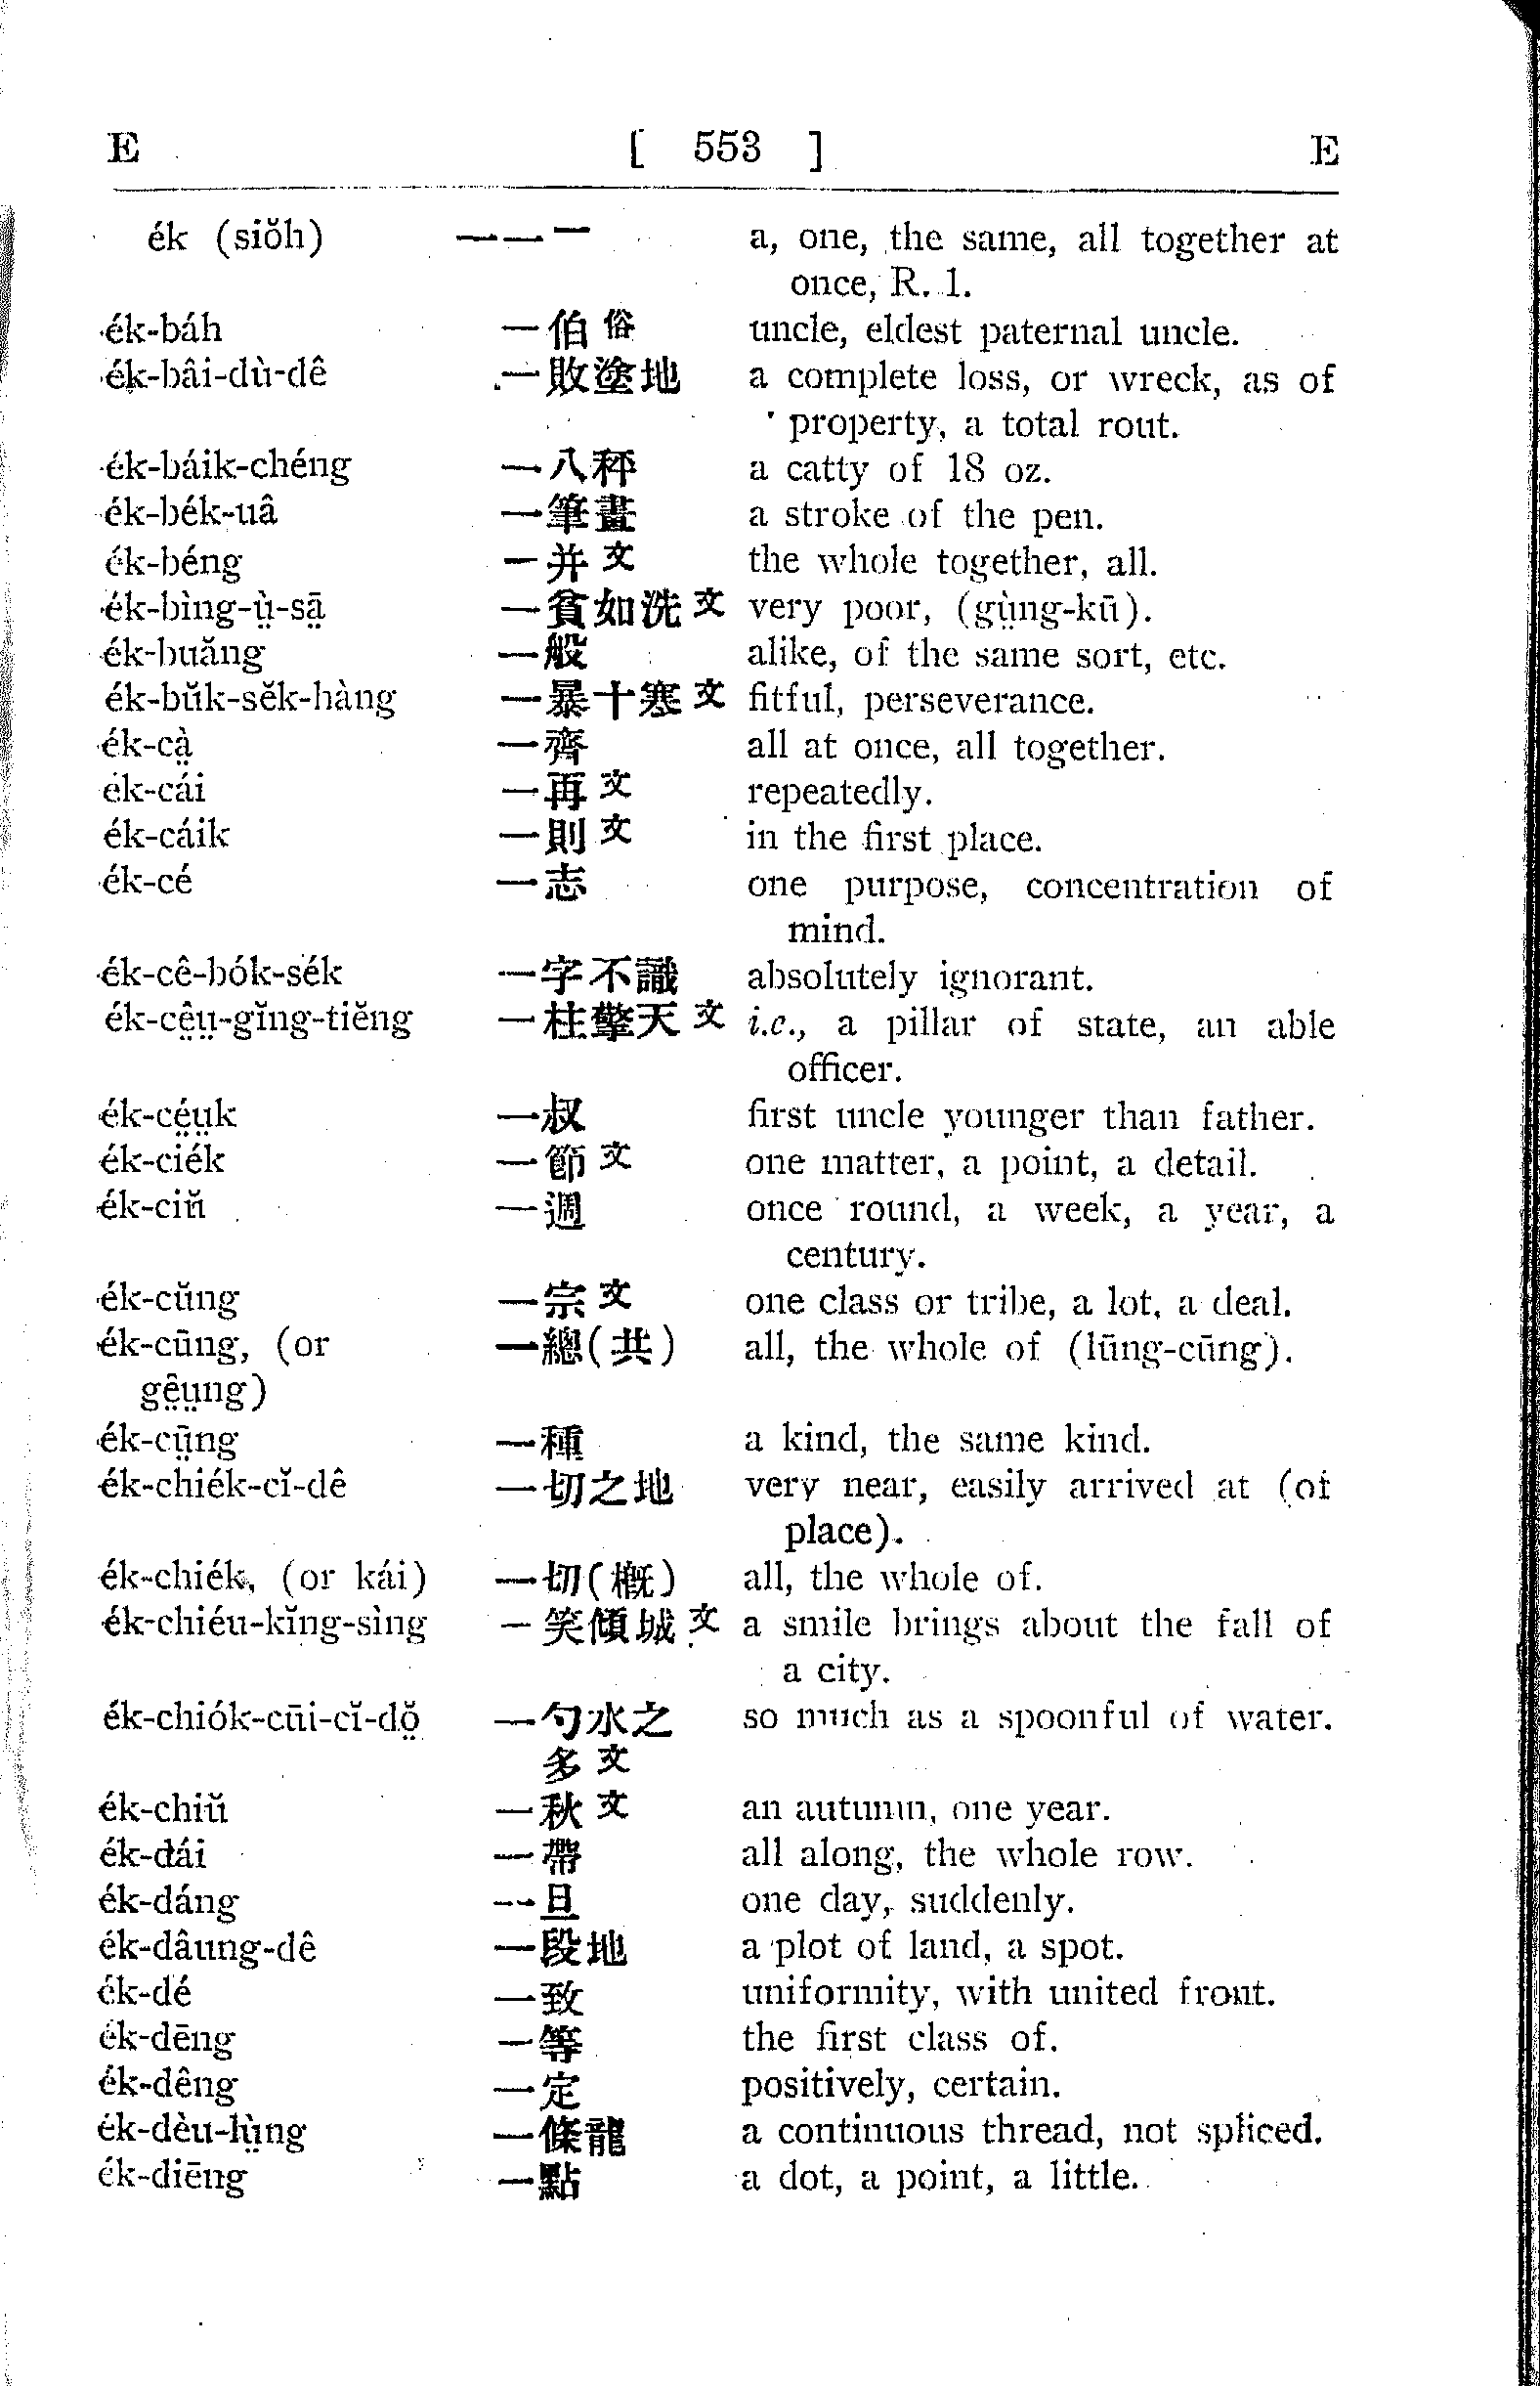 E [ 553 ] E
ék (siŏh) 一一一 a, one, the same, all together at
once, R. 1.
ék-báh 一伯俗 uncle, eldest paternal uncle.
ék-bâi-dù-dê 一敗塗地 a complete loss, or wreck, as of
property, a total rout.
ék-báik-chéng 一八秤 a catty of 18 oz.
ék-bék-uâ 一筆畫 a stroke of the pen.
ék-béng 一并文 the whole together, all.
ék-bìng-ṳ̀-sā̤ 一貧如洗文 very poor, (gṳ̀ng-kū).
ék-buăng 一般 alike, of the same sort, etc.
ék-bŭk-sĕk-hàng 一暴十寒文 fitful, perseverance.
ék-cà̤ 一齊 all at once, all together.
ék-cái 一再文 repeatedly.
ék-cáik 一則文 in the first place.
ék-cé 一志 one purpose, concentration of
mind.
ék-cê-bók-sék 一字不識 absolutely ignorant.
ék-cê̤ṳ-gĭng-tiĕng 一柱擎天文 i.e., a pillar of state, an able
officer.
ék-cé̤ṳk 一叔 first uncle younger than father.
ék-ciék 一節文 one matter, a point, a detail.
ék-ciŭ 一週 once round, a week, a year, a
century.
ék-cŭng 一宗文 one class or tribe, a lot, a deal.
ék-cūng, (or 一總(共) all, the whole of (lūng-cūng).
gê̤ṳng)
ék-cṳ̄ng 一種 a kind, the same kind.
ék-chiék-cĭ-dê 一切之地 very near, easily arrived at (of
place).
ék-chiék, (or kái) 一切(槪) all, the whole of.
ék-chiéu-kĭng-sìng 一笑傾城文 a smile brings about the fall of
a city.
ék-chiók-cūi-cĭ-dŏ̤ 一勺水之 so much as a spoonful of water.
多文
ék-chiŭ 一秋文 an autumn, one year.
ék-dái 一帶 all along, the whole row.
ék-dáng 一旦 one day, suddenly.
ék-dâung-dê 一段地 a plot of land, a spot.
ék-dé 一致 uniformity, with united front.
ék-dēng 一等 the first class of.
ék-dêng 一定 positively, certain.
ék-dèu-lṳ̀ng 一條龍 a continuous thread, not spliced.
ék-diēng 一點 a dot, a point, a little.